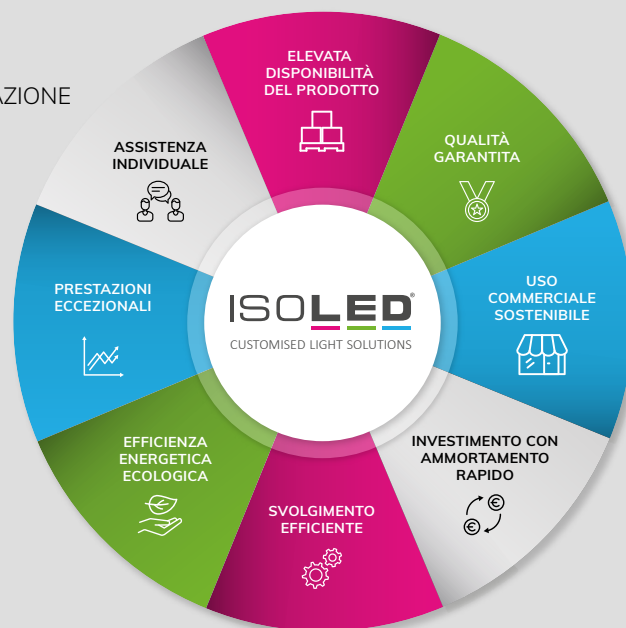 AZIONE
ELEVATA
DISPONIBILITÀ
DEL PRODOTTO
QUALITÀ
GARANTITA
USO
COMMERCIALE
SOSTENIBILE
INVESTIMENTO CON
AMMORTAMENTO
RAPIDO
SVOLGIMENTO
EFFICIENTE
EFFICIENZA
ENERGETICA
ECOLOGICA
PRESTAZIONI
ECCEZIONALI
ASSISTENZA
INDIVIDUALE
ISOLED®
CUSTOMISED LIGHT SOLUTIONS